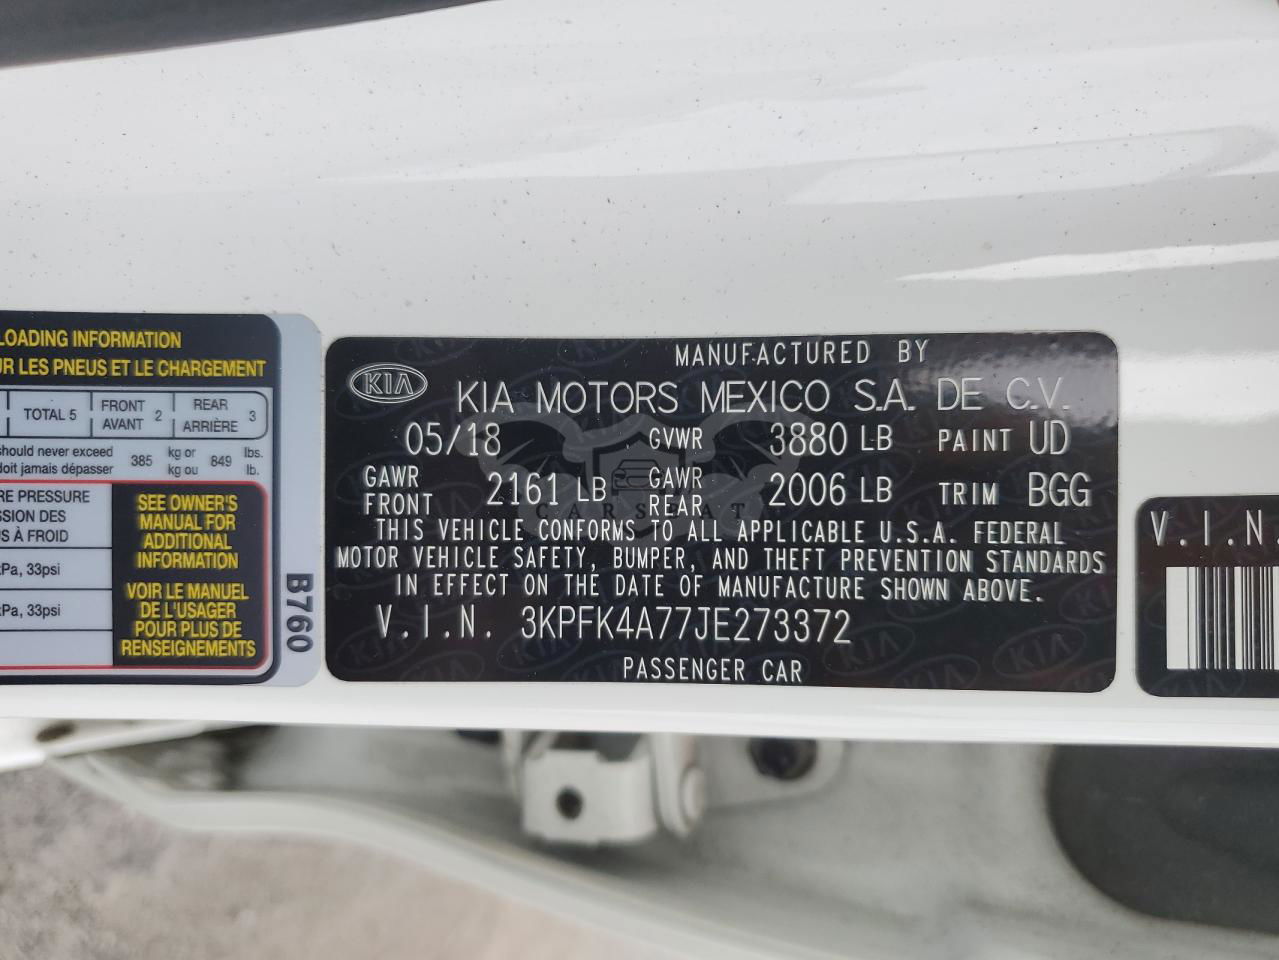 LOADING INFORMATION
UR LES PNEUS ET LE CHARGEMENT
TOTAL 5
FRONT
AVANT 2
REAR
ARRIÈRE 3
should never exceed
doit jamais dépasser
385
kg or
kg ou
849
lbs.
lb.
RE PRESSURE
SSION DES
S À FROID
kPa, 33psi
kPa, 33psi
SEE OWNER'S
MANUAL FOR
ADDITIONAL
INFORMATION
VOIR LE MANUEL
DE L'USAGER
POUR PLUS DE
RENSEIGNEMENTS
B760
KIA
MANUFACTURED BY
KIA MOTORS MEXICO S.A. DE C.V.
05/18 GVWR 3880 LB PAINT UD
GAWR FRONT 2161 LB GAWR REAR 2006 LB TRIM BGG
THIS VEHICLE CONFORMS TO ALL APPLICABLE U.S.A. FEDERAL
MOTOR VEHICLE SAFETY, BUMPER, AND THEFT PREVENTION STANDARDS
IN EFFECT ON THE DATE OF MANUFACTURE SHOWN ABOVE.
V.I.N. 3KPFK4A77JE273372
PASSENGER CAR
V.I.N.